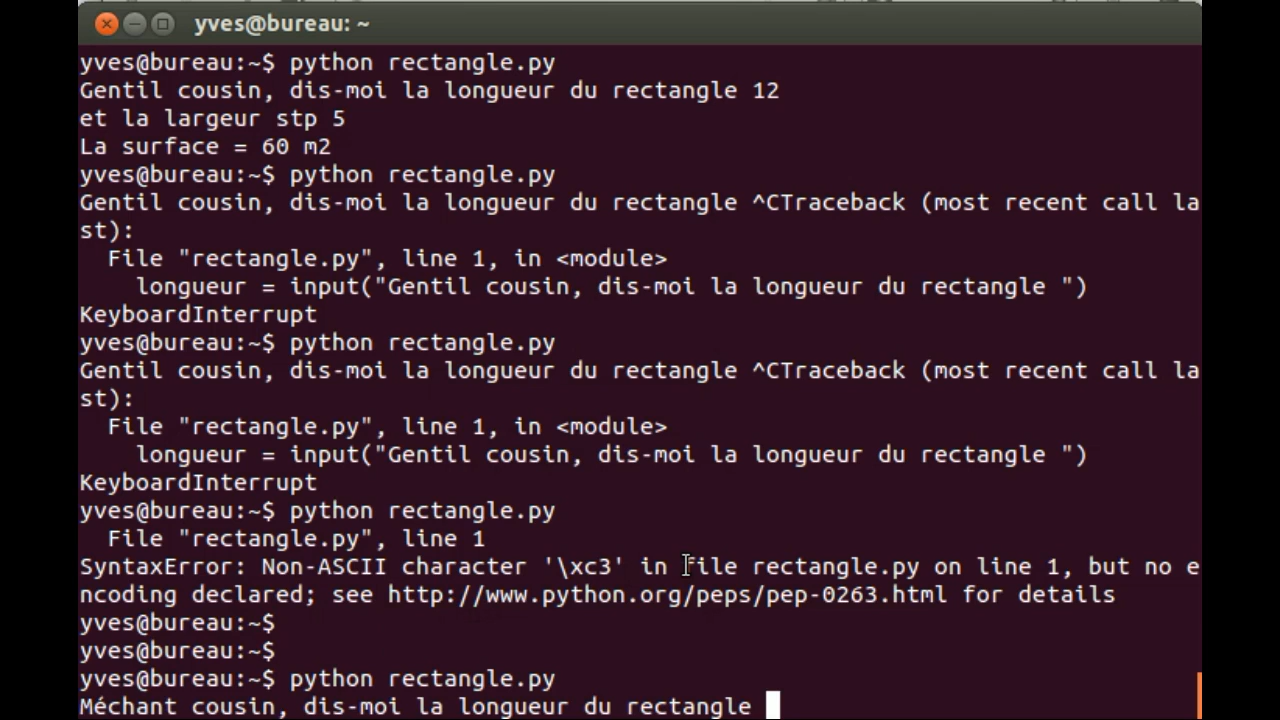 yves@bureau: ~
yves@bureau:~$ python rectangle.py
Gentil cousin, dis-moi la longueur du rectangle 12
et la largeur stp 5
La surface = 60 m2
yves@bureau:~$ python rectangle.py
Gentil cousin, dis-moi la longueur du rectangle ^CTraceback (most recent call la
st):
  File "rectangle.py", line 1, in <module>
    longueur = input("Gentil cousin, dis-moi la longueur du rectangle ")
KeyboardInterrupt
yves@bureau:~$ python rectangle.py
Gentil cousin, dis-moi la longueur du rectangle ^CTraceback (most recent call la
st):
  File "rectangle.py", line 1, in <module>
    longueur = input("Gentil cousin, dis-moi la longueur du rectangle ")
KeyboardInterrupt
yves@bureau:~$ python rectangle.py
  File "rectangle.py", line 1
SyntaxError: Non-ASCII character '\xc3' in file rectangle.py on line 1, but no e
ncoding declared; see http://www.python.org/peps/pep-0263.html for details
yves@bureau:~$
yves@bureau:~$
yves@bureau:~$ python rectangle.py
Méchant cousin, dis-moi la longueur du rectangle